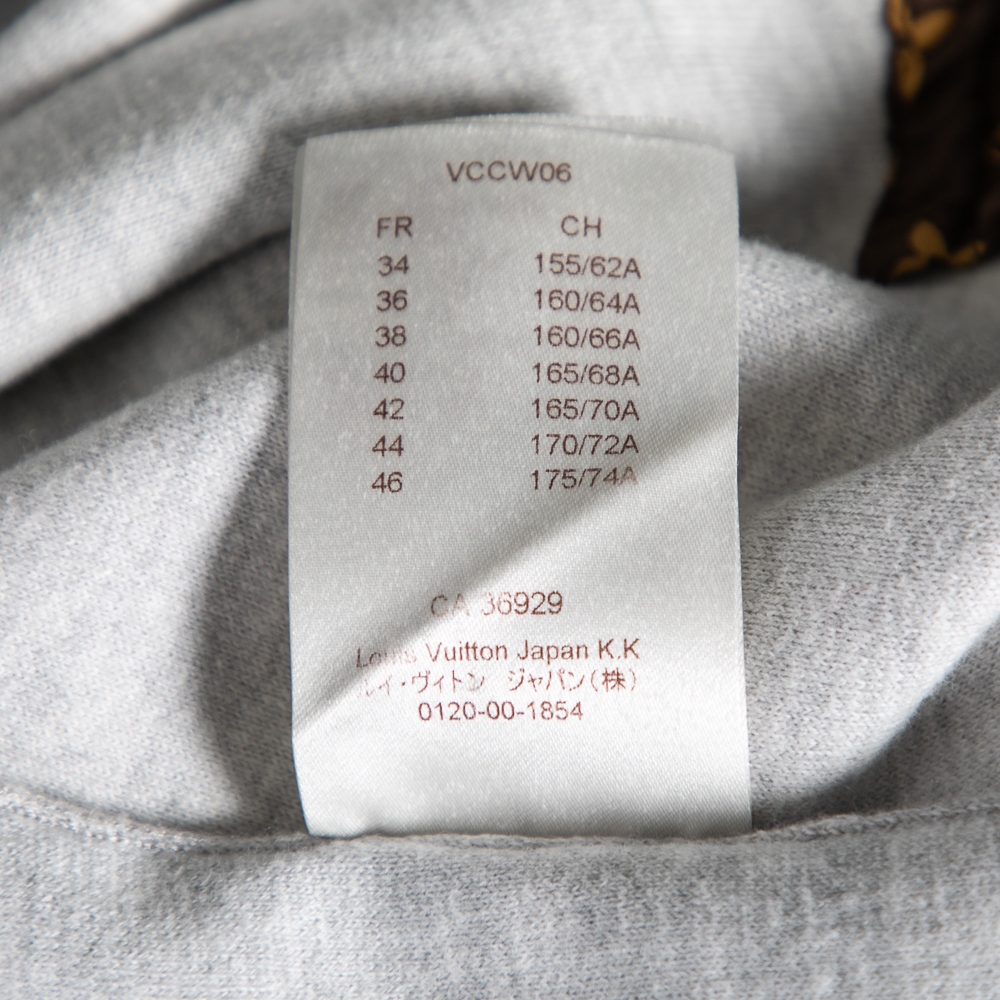 VCCW06
FR CH
34 155/62A
36 160/64A
38 160/66A
40 165/68A
42 165/70A
44 170/72A
46 175/74A
CA 36929
Louis Vuitton Japan K.K
ルイ・ヴィトン ジャパン(株)
0120-00-1854